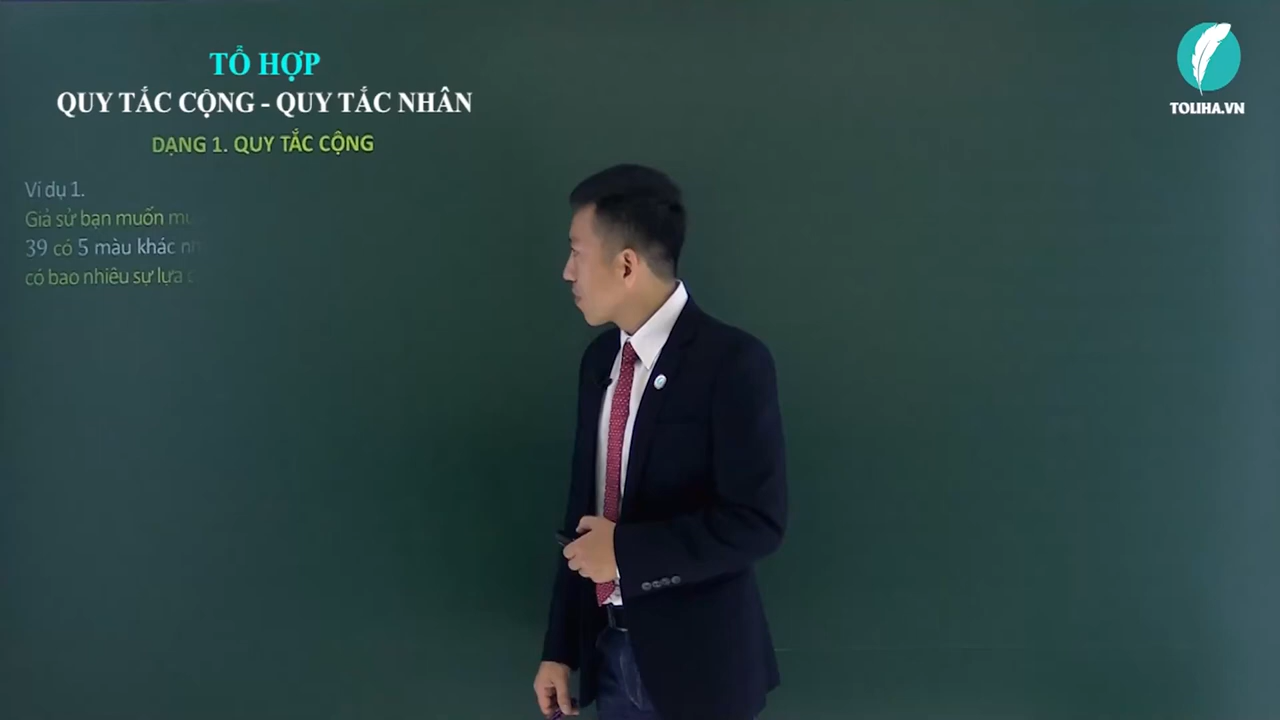 TỔ HỢP
QUY TẮC CỘNG - QUY TẮC NHÂN
DẠNG 1. QUY TẮC CỘNG
Ví dụ 1.
Giả sử bạn muốn
39 có 5 màu khác
có bao nhiêu sự lựa
TOLIHA.VN